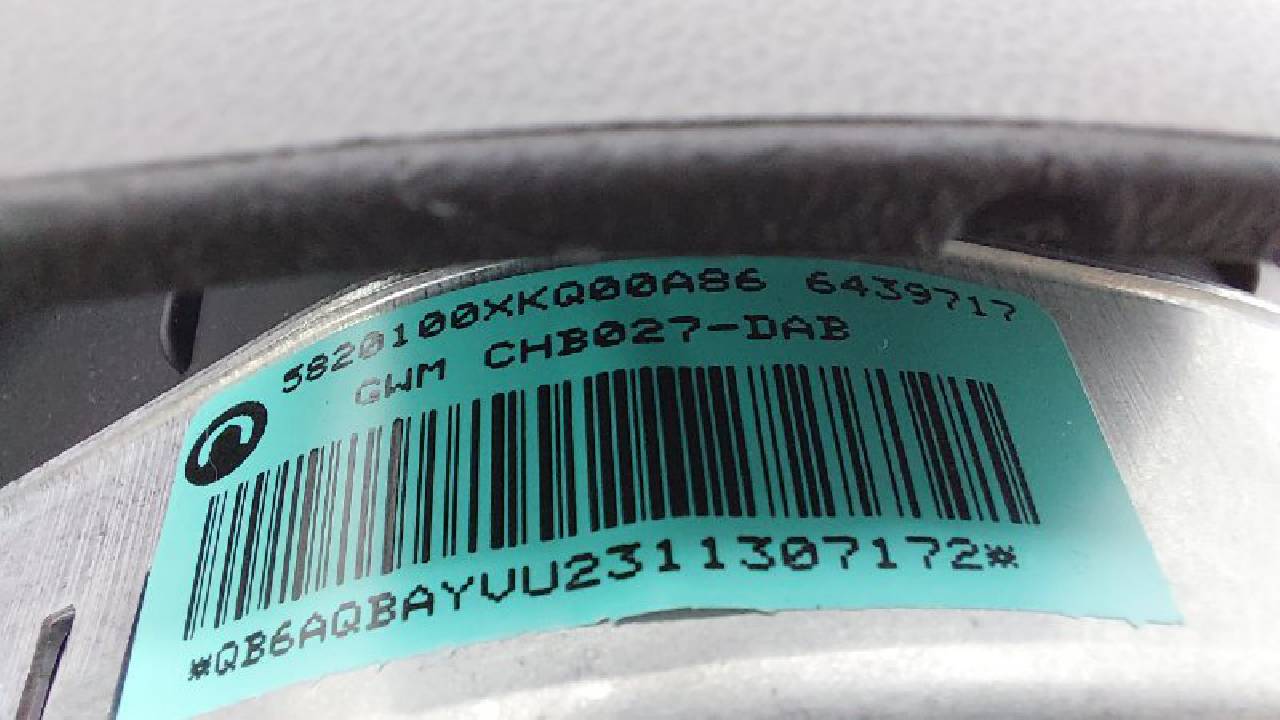 5820100XKQ00A86 6439717
GWM CHB027-DAB
*QB6AQBAYVU2311307172*